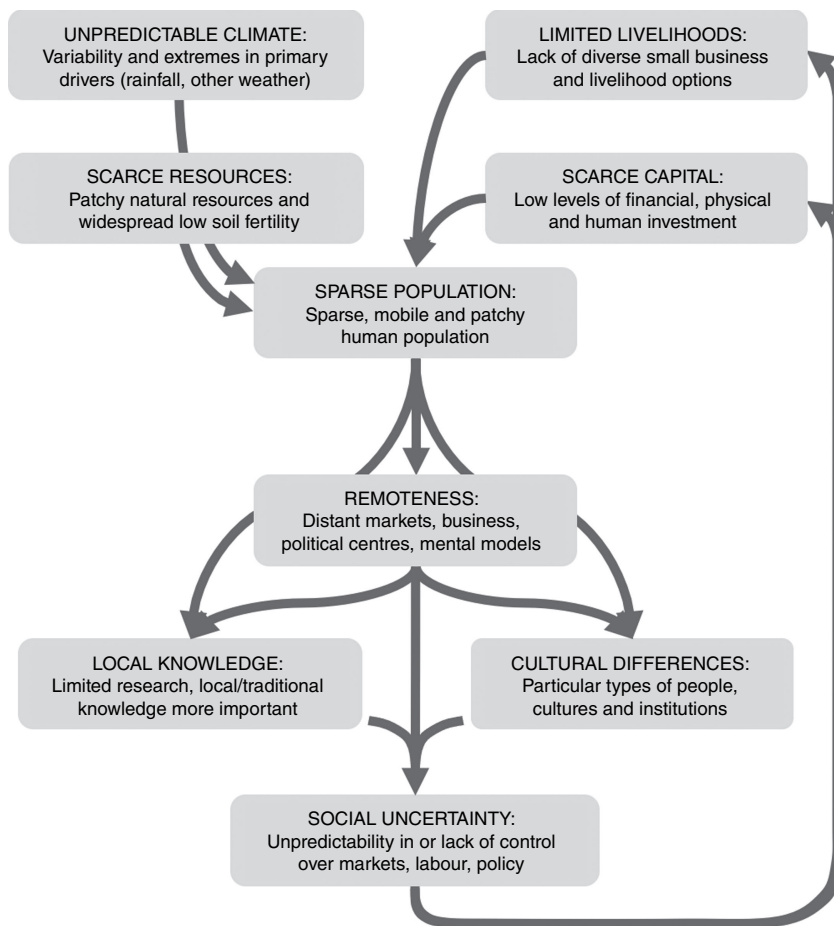 UNPREDICTABLE CLIMATE:
Variability and extremes in primary
drivers (rainfall, other weather)
LIMITED LIVELIHOODS:
Lack of diverse small business
and livelihood options
SCARCE RESOURCES:
Patchy natural resources and
widespread low soil fertility
SCARCE CAPITAL:
Low levels of financial, physical
and human investment
SPARSE POPULATION:
Sparse, mobile and patchy
human population
REMOTENESS:
Distant markets, business,
political centres, mental models
LOCAL KNOWLEDGE:
Limited research, local/traditional
knowledge more important
CULTURAL DIFFERENCES:
Particular types of people,
cultures and institutions
SOCIAL UNCERTAINTY:
Unpredictability in or lack of control
over markets, labour, policy